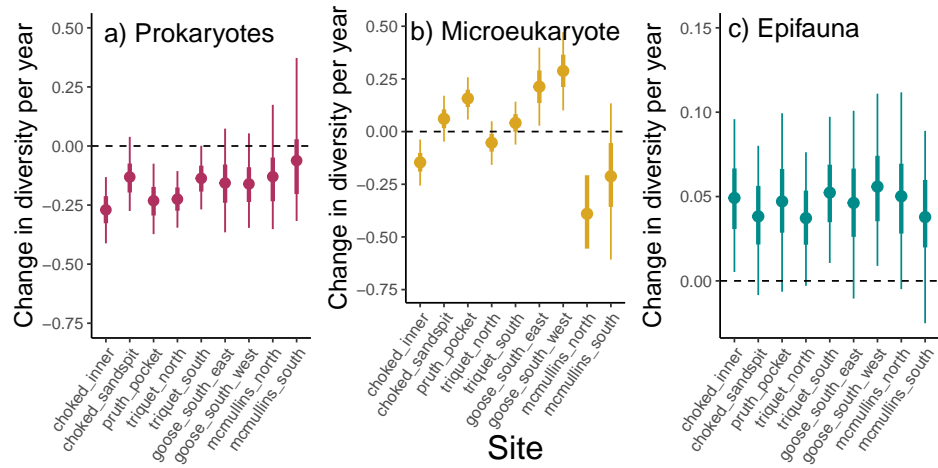 a) Prokaryotes
Change in diversity per year
0.50
0.25
0.00
−0.25
−0.50
−0.75
choked_inner
choked_sandspit
pruth_pocket
triquet_north
triquet_south
goose_south_east
goose_south_west
mcmullins_north
mcmullins_south
b) Microeukaryote
Change in diversity per year
0.50
0.25
0.00
−0.25
−0.50
−0.75
choked_inner
choked_sandspit
pruth_pocket
triquet_north
triquet_south
goose_south_east
goose_south_west
mcmullins_north
mcmullins_south
c) Epifauna
Change in diversity per year
0.15
0.10
0.05
0.00
choked_inner
choked_sandspit
pruth_pocket
triquet_north
triquet_south
goose_south_east
goose_south_west
mcmullins_north
mcmullins_south
Site